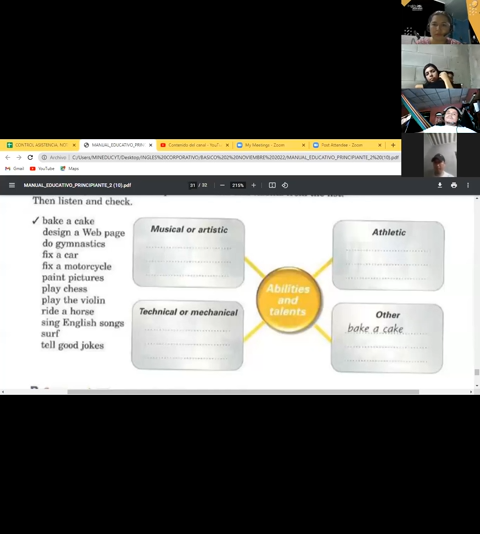 CONTROL ASISTENCIA, NO
MANUAL_EDUCATIVO_PRIN
Contenido del canal - YouT
My Meetings - Zoom
Post Attendee - Zoom
Archivo
C:/Users/MINEDUCYT/Desktop/INGLES%20CORPORATIVO/BASICO%202%20NOVIEMBRE%202022/MANUAL_EDUCATIVO_PRINCIPIANTE_2%20(10).pdf
Gmail YouTube Maps
MANUAL_EDUCATIVO_PRINCIPIANTE_2 (10).pdf 31 / 32 215%
Then listen and check.
✓ bake a cake
design a Web page
do gymnastics
fix a car
fix a motorcycle
paint pictures
play chess
play the violin
ride a horse
sing English songs
surf
tell good jokes
Musical or artistic
Athletic
Abilities
and
talents
Technical or mechanical
Other
bake a cake